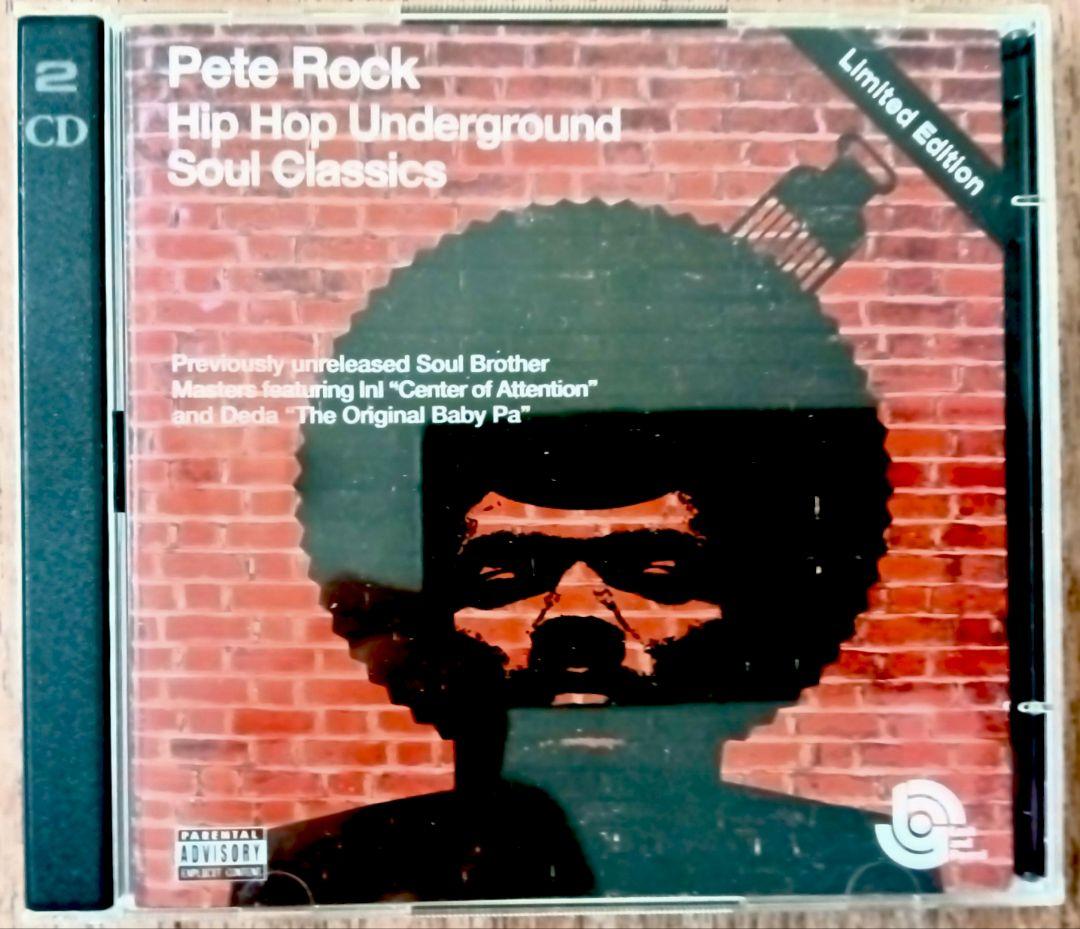 2
CD
Pete Rock
Hip Hop Underground
Soul Classics
Limited Edition
Previously unreleased Soul Brother
Masters featuring InI “Center of Attention”
and Deda “The Original Baby Pa”
PARENTAL
ADVISORY
EXPLICIT CONTENT